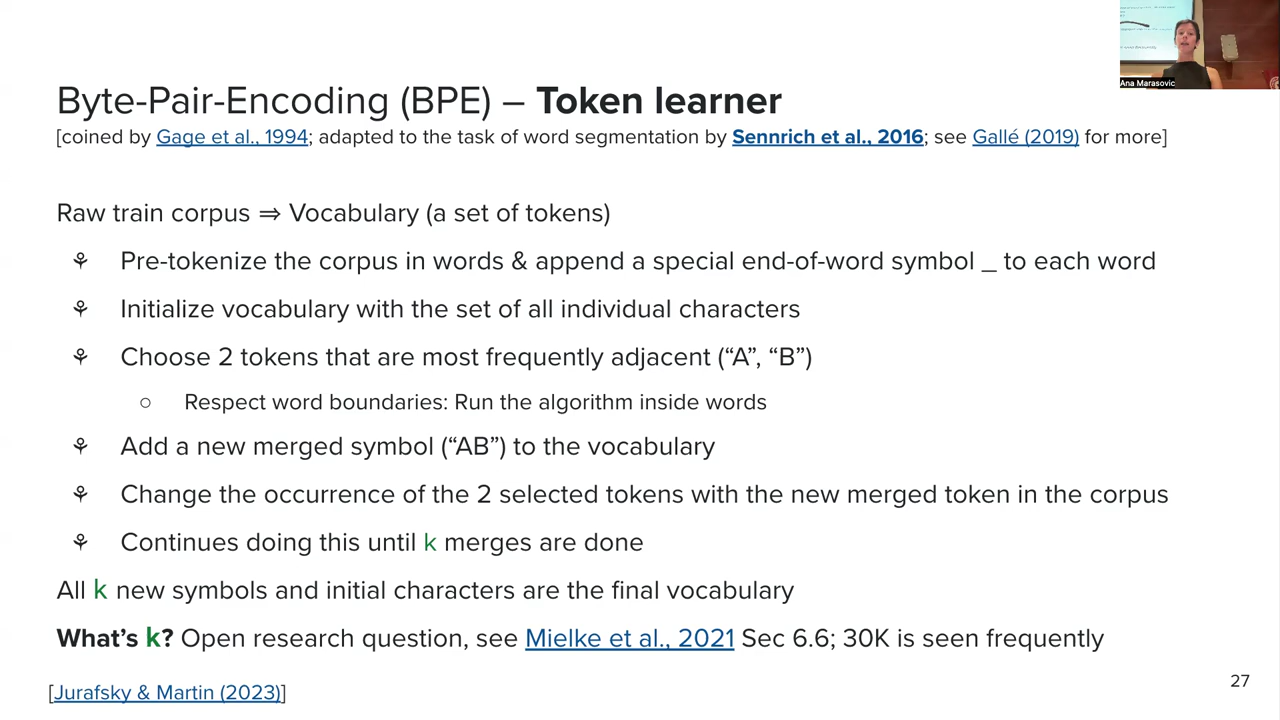 Ana Marasovic
Byte-Pair-Encoding (BPE) – Token learner
[coined by Gage et al., 1994; adapted to the task of word segmentation by Sennrich et al., 2016; see Gallé (2019) for more]
Raw train corpus ⇒ Vocabulary (a set of tokens)
⚘ Pre-tokenize the corpus in words & append a special end-of-word symbol _ to each word
⚘ Initialize vocabulary with the set of all individual characters
⚘ Choose 2 tokens that are most frequently adjacent (“A”, “B”)
○ Respect word boundaries: Run the algorithm inside words
⚘ Add a new merged symbol (“AB”) to the vocabulary
⚘ Change the occurrence of the 2 selected tokens with the new merged token in the corpus
⚘ Continues doing this until k merges are done
All k new symbols and initial characters are the final vocabulary
What’s k? Open research question, see Mielke et al., 2021 Sec 6.6; 30K is seen frequently
[Jurafsky & Martin (2023)]
27